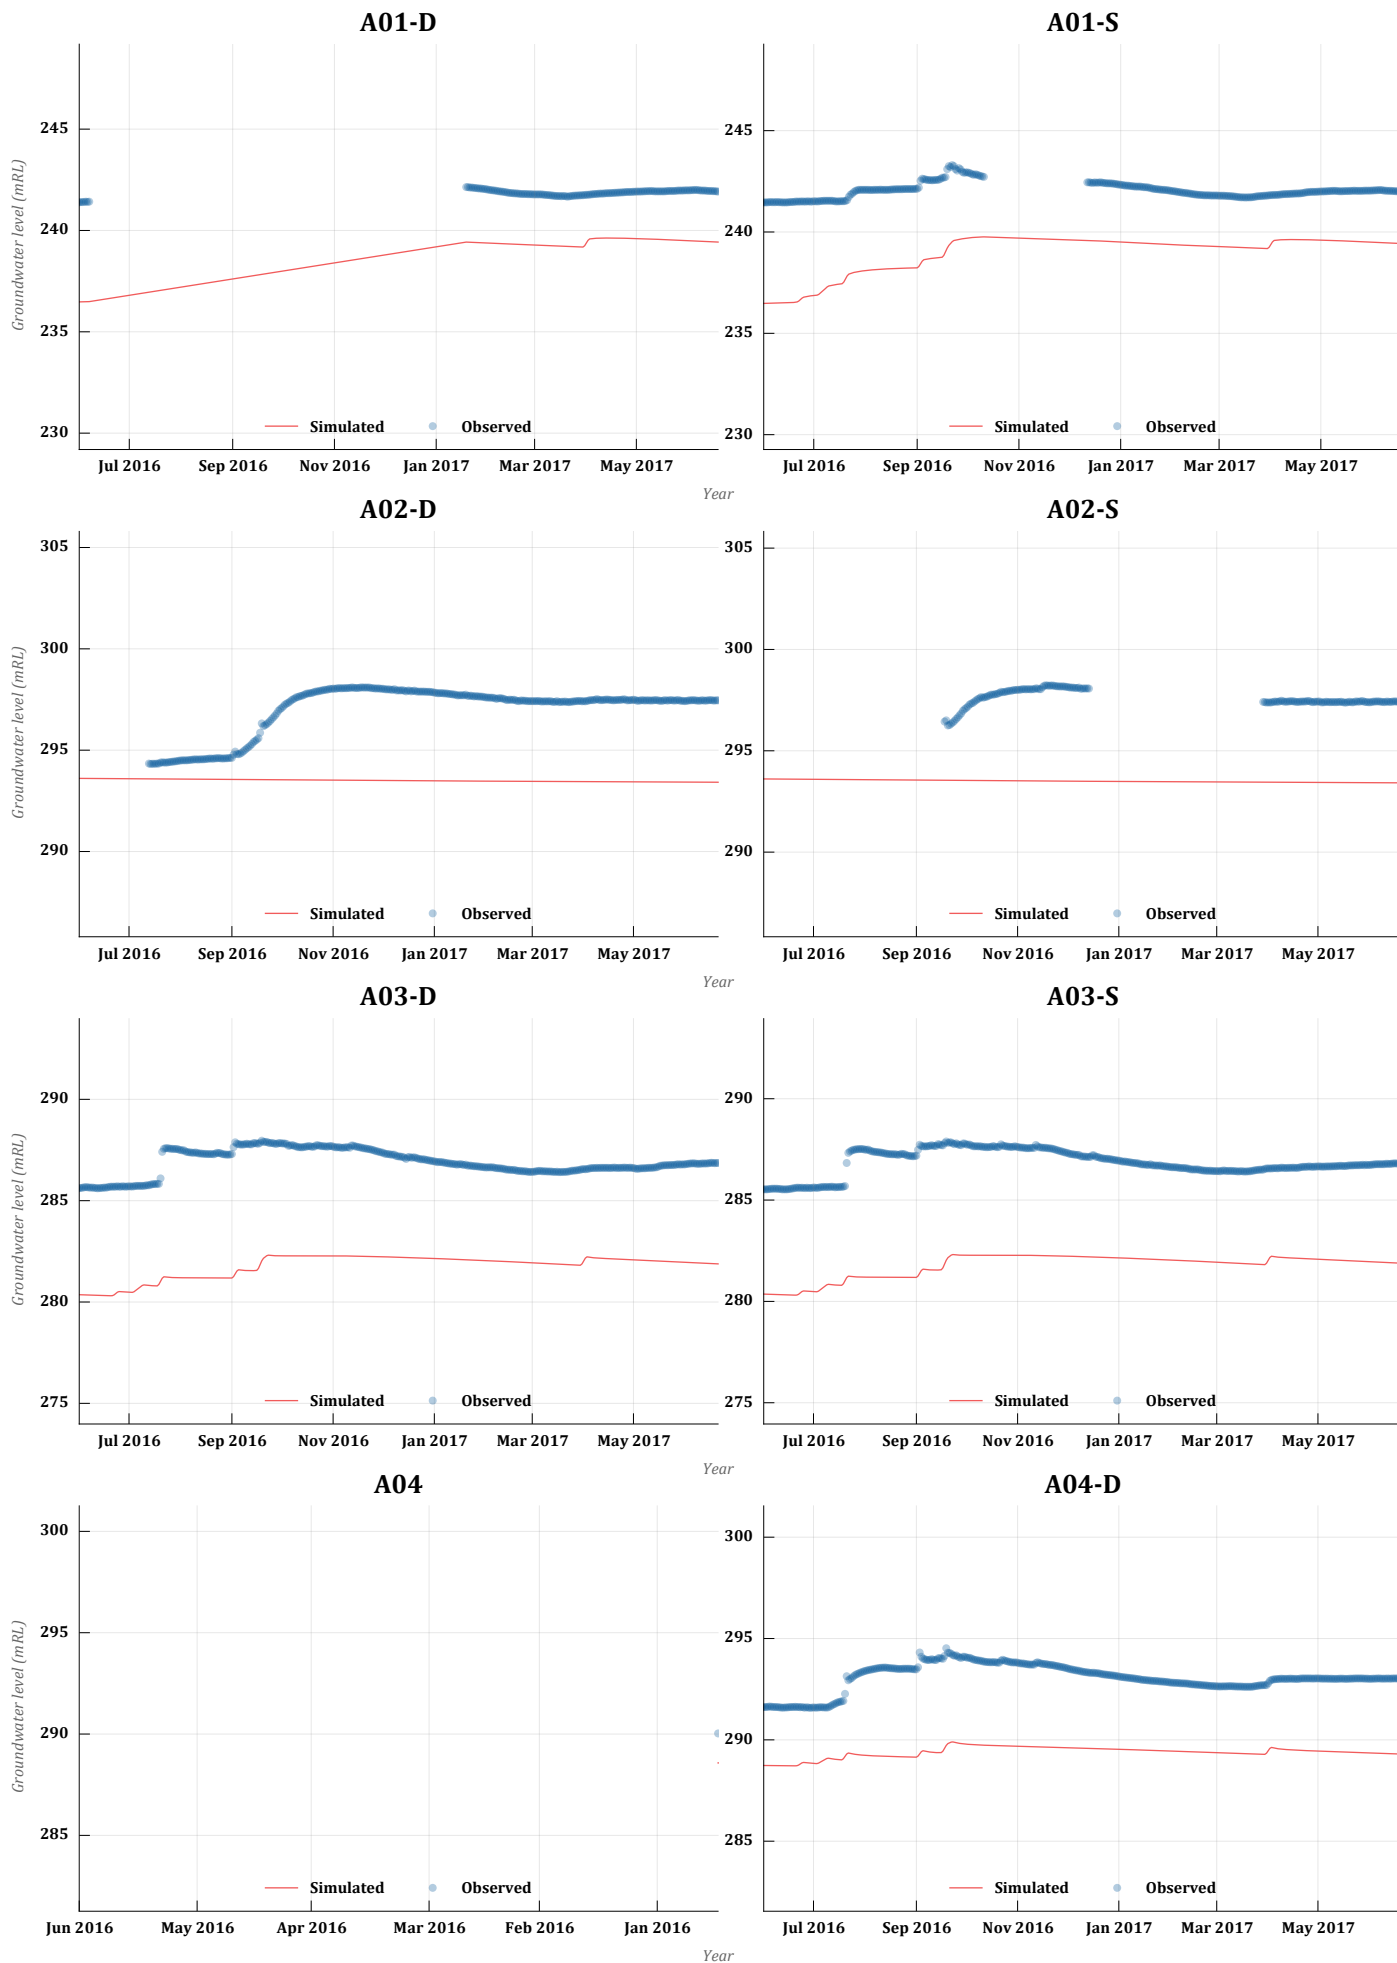 A01-D A01-S
Groundwater level (mRL)
245 245
240 240
235 235
230 230
Simulated Observed Simulated Observed
Jul 2016 Sep 2016 Nov 2016 Jan 2017 Mar 2017 May 2017 Jul 2016 Sep 2016 Nov 2016 Jan 2017 Mar 2017 May 2017
Year
A02-D A02-S
Groundwater level (mRL)
305 305
300 300
295 295
290 290
Simulated Observed Simulated Observed
Jul 2016 Sep 2016 Nov 2016 Jan 2017 Mar 2017 May 2017 Jul 2016 Sep 2016 Nov 2016 Jan 2017 Mar 2017 May 2017
Year
A03-D A03-S
Groundwater level (mRL)
290 290
285 285
280 280
275 275
Simulated Observed Simulated Observed
Jul 2016 Sep 2016 Nov 2016 Jan 2017 Mar 2017 May 2017 Jul 2016 Sep 2016 Nov 2016 Jan 2017 Mar 2017 May 2017
Year
A04 A04-D
Groundwater level (mRL)
300 300
295 295
290 290
285 285
Simulated Observed Simulated Observed
Jun 2016 May 2016 Apr 2016 Mar 2016 Feb 2016 Jan 2016 Jul 2016 Sep 2016 Nov 2016 Jan 2017 Mar 2017 May 2017
Year